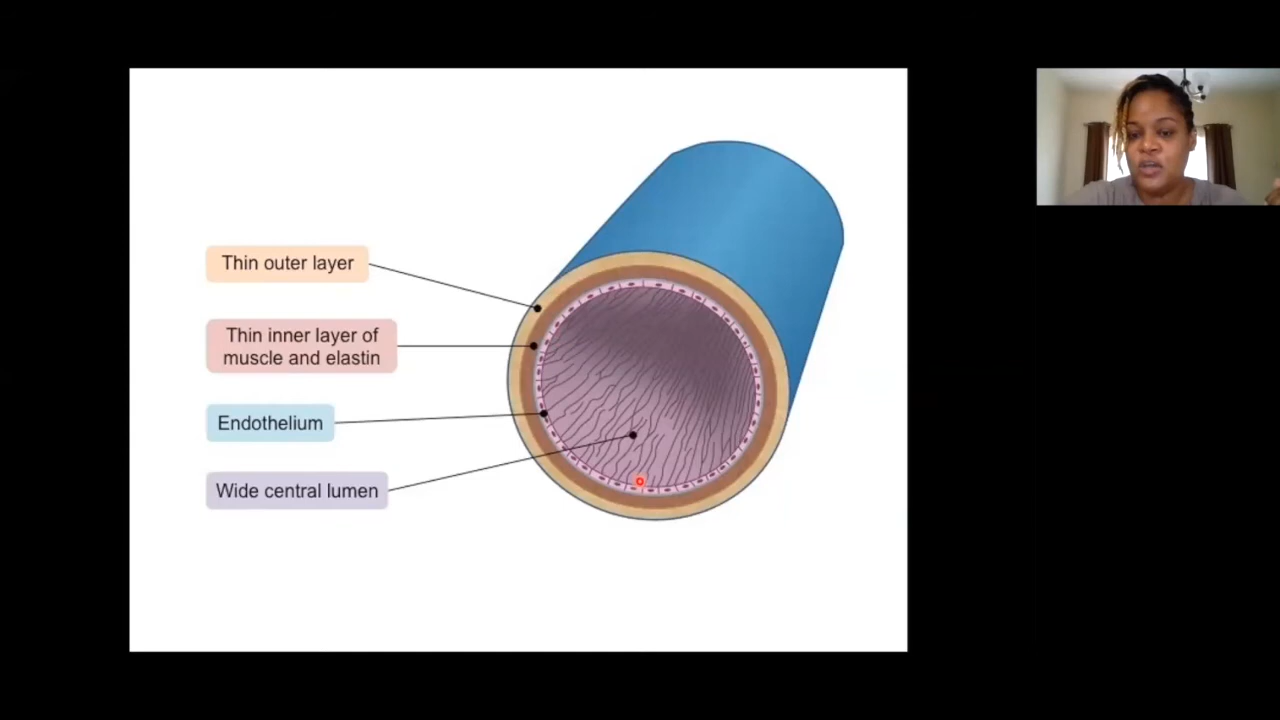 Thin outer layer
Thin inner layer of
muscle and elastin
Endothelium
Wide central lumen